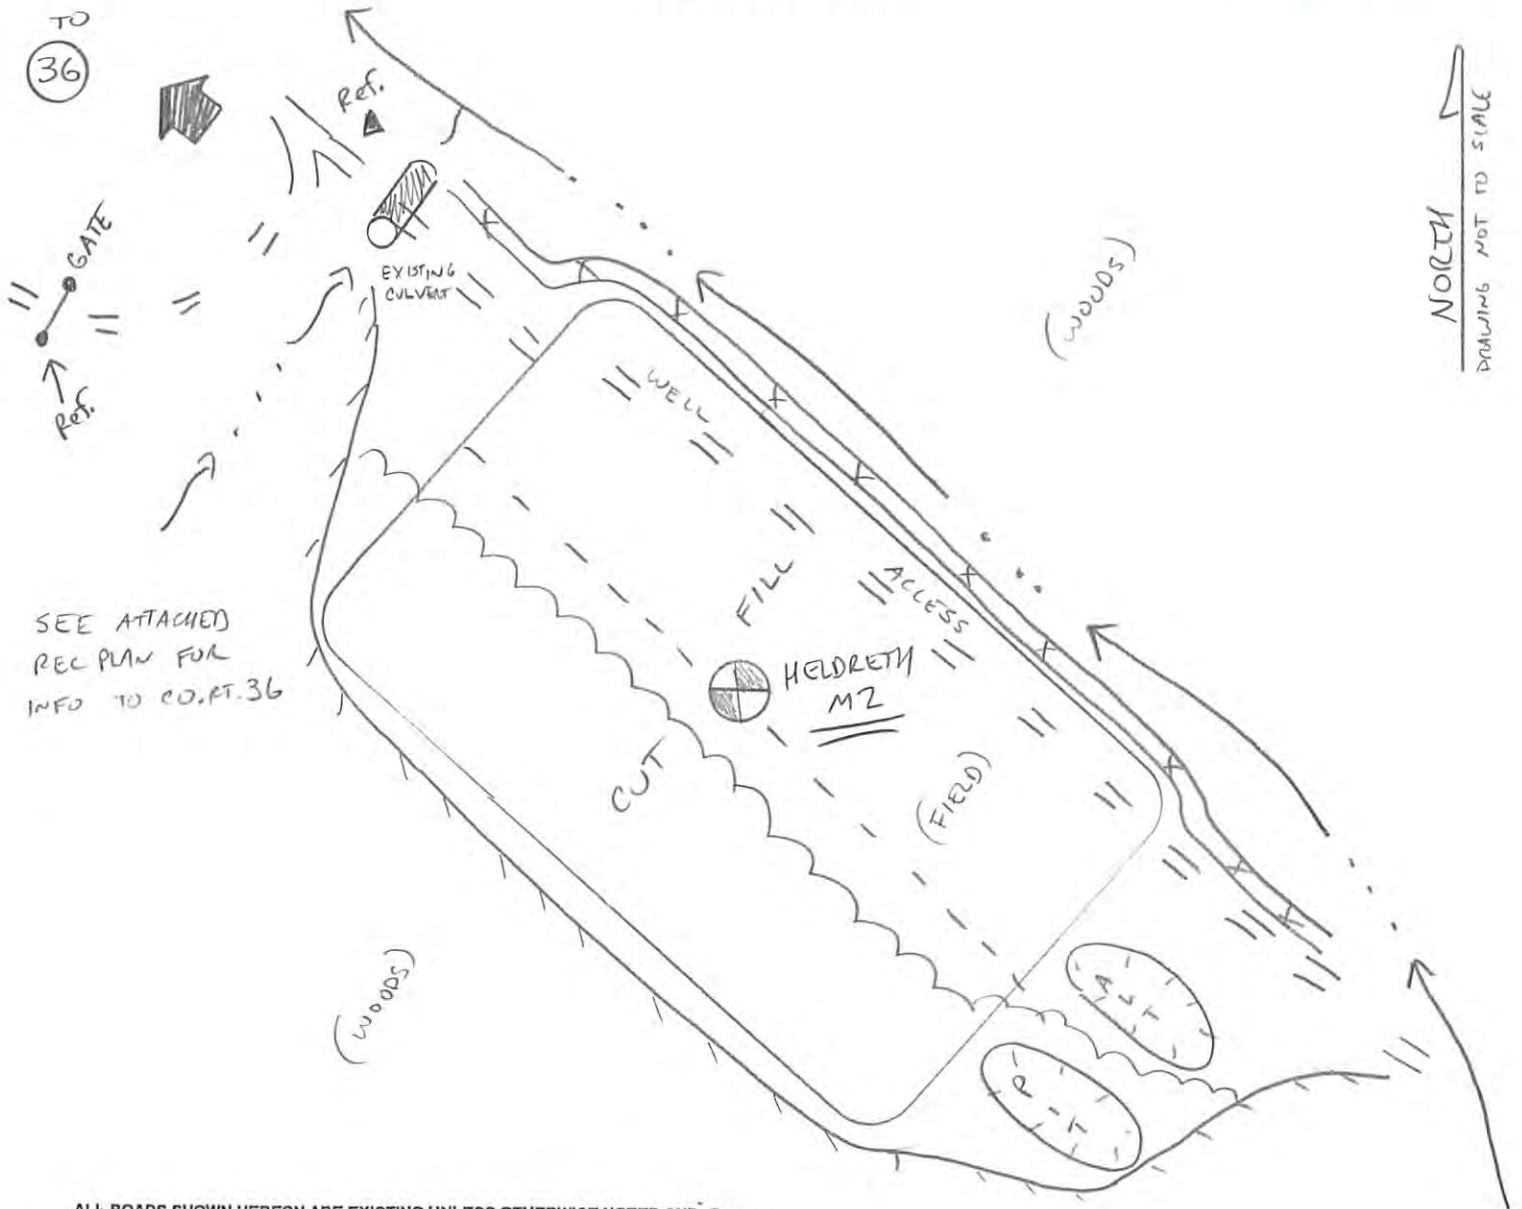 TO
36
Ref.
GATE
Ref.
EXISTING
CULVERT
(WOODS)
NORTH
DRAWING NOT TO SCALE
WELL
ACCESS
FILL
HELDRETH
M2
SEE ATTACHED
REC PLAN FOR
INFO TO CO.RT.36
CUT
(FIELD)
(WOODS)
ALT
PIT
ALL ROADS SHOWN HEREON ARE EXISTING UNLESS OTHERWISE NOTED